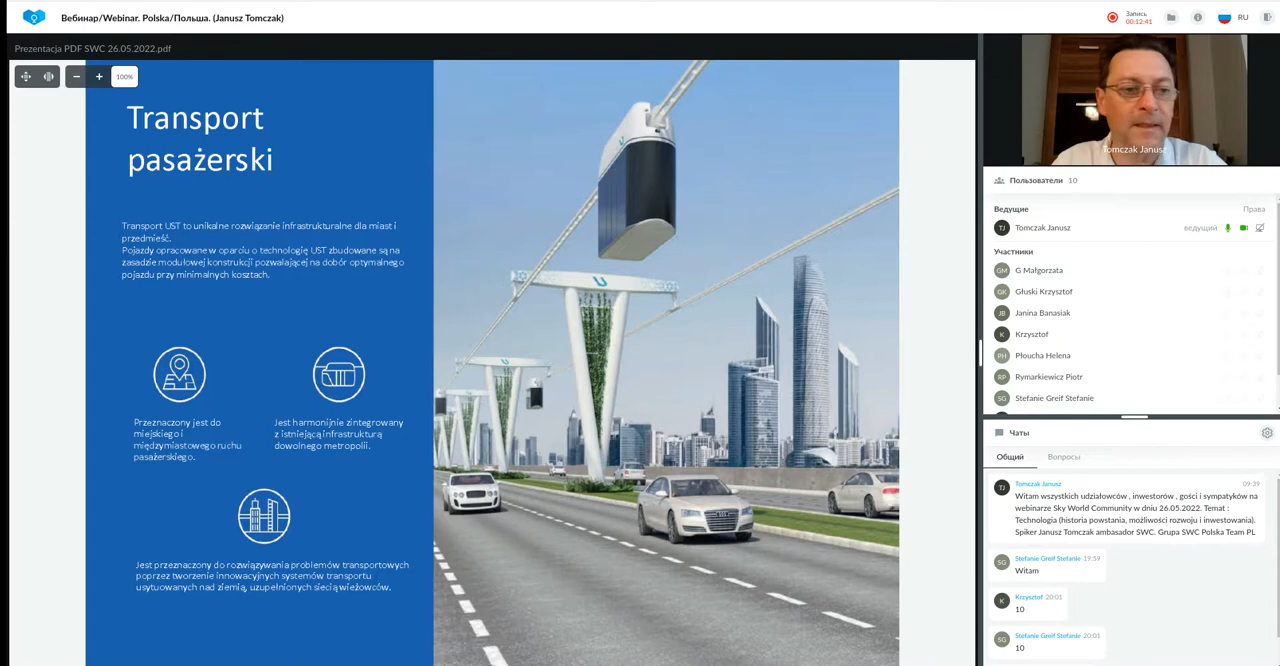 Вебинар/Webinar. Polska/Польша. (Janusz Tomczak)
Запись
00:12:41
RU
Prezentacja PDF SWC 26.05.2022.pdf
100%
Transport
pasażerski
Transport UST to unikalne rozwiązanie infrastrukturalne dla miast i
przedmieść.
Pojazdy opracowane w oparciu o technologię UST zbudowane są na
zasadzie modułowej konstrukcji pozwalającej na dobór optymalnego
pojazdu przy minimalnych kosztach.
Przeznaczony jest do
miejskiego i
międzymiastowego ruchu
pasażerskiego.
Jest harmonijnie zintegrowany
z istniejącą infrastrukturą
dowolnego metropolii.
Jest przeznaczony do rozwiązywania problemów transportowych
poprzez tworzenie innowacyjnych systemów transportu
usytuowanych nad ziemią, uzupełnionych siecią wieżowców.
Tomczak Janusz
Пользователи 10
Ведущие Права
TJ Tomczak Janusz ведущий
Участники
GM G Małgorzata
GK Głuski Krzysztof
JB Janina Banasiak
K Krzysztof
PH Płoucha Helena
RP Rymarkiewicz Piotr
SG Stefanie Greif Stefanie
Чаты
Общий Вопросы
TJ Tomczak Janusz 09:39
Witam wszystkich udziałowców , inwestorów , gości i sympatyków na
webinarze Sky World Community w dniu 26.05.2022. Temat :
Technologia (historia powstania, możliwości rozwoju i inwestowania).
Spiker Janusz Tomczak ambasador SWC. Grupa SWC Polska Team PL
SG Stefanie Greif Stefanie 19:59
Witam
K Krzysztof 20:01
10
SG Stefanie Greif Stefanie 20:01
10